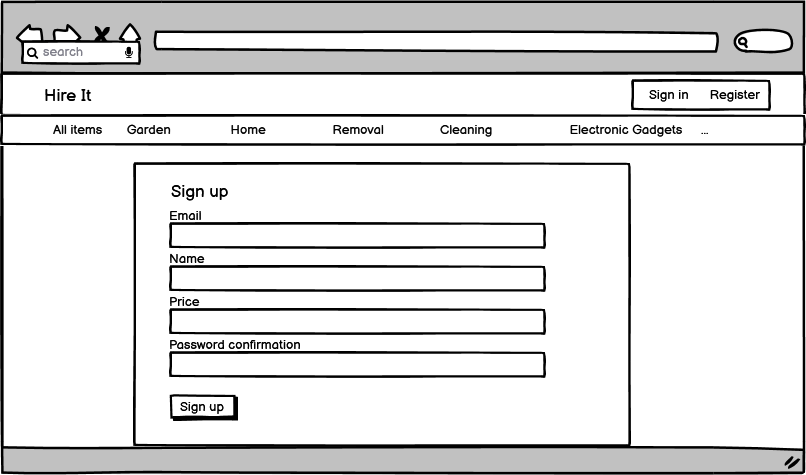 search
Hire It
Sign in Register
All items Garden Home Removal Cleaning Electronic Gadgets ...
Sign up
Email
Name
Price
Password confirmation
Sign up